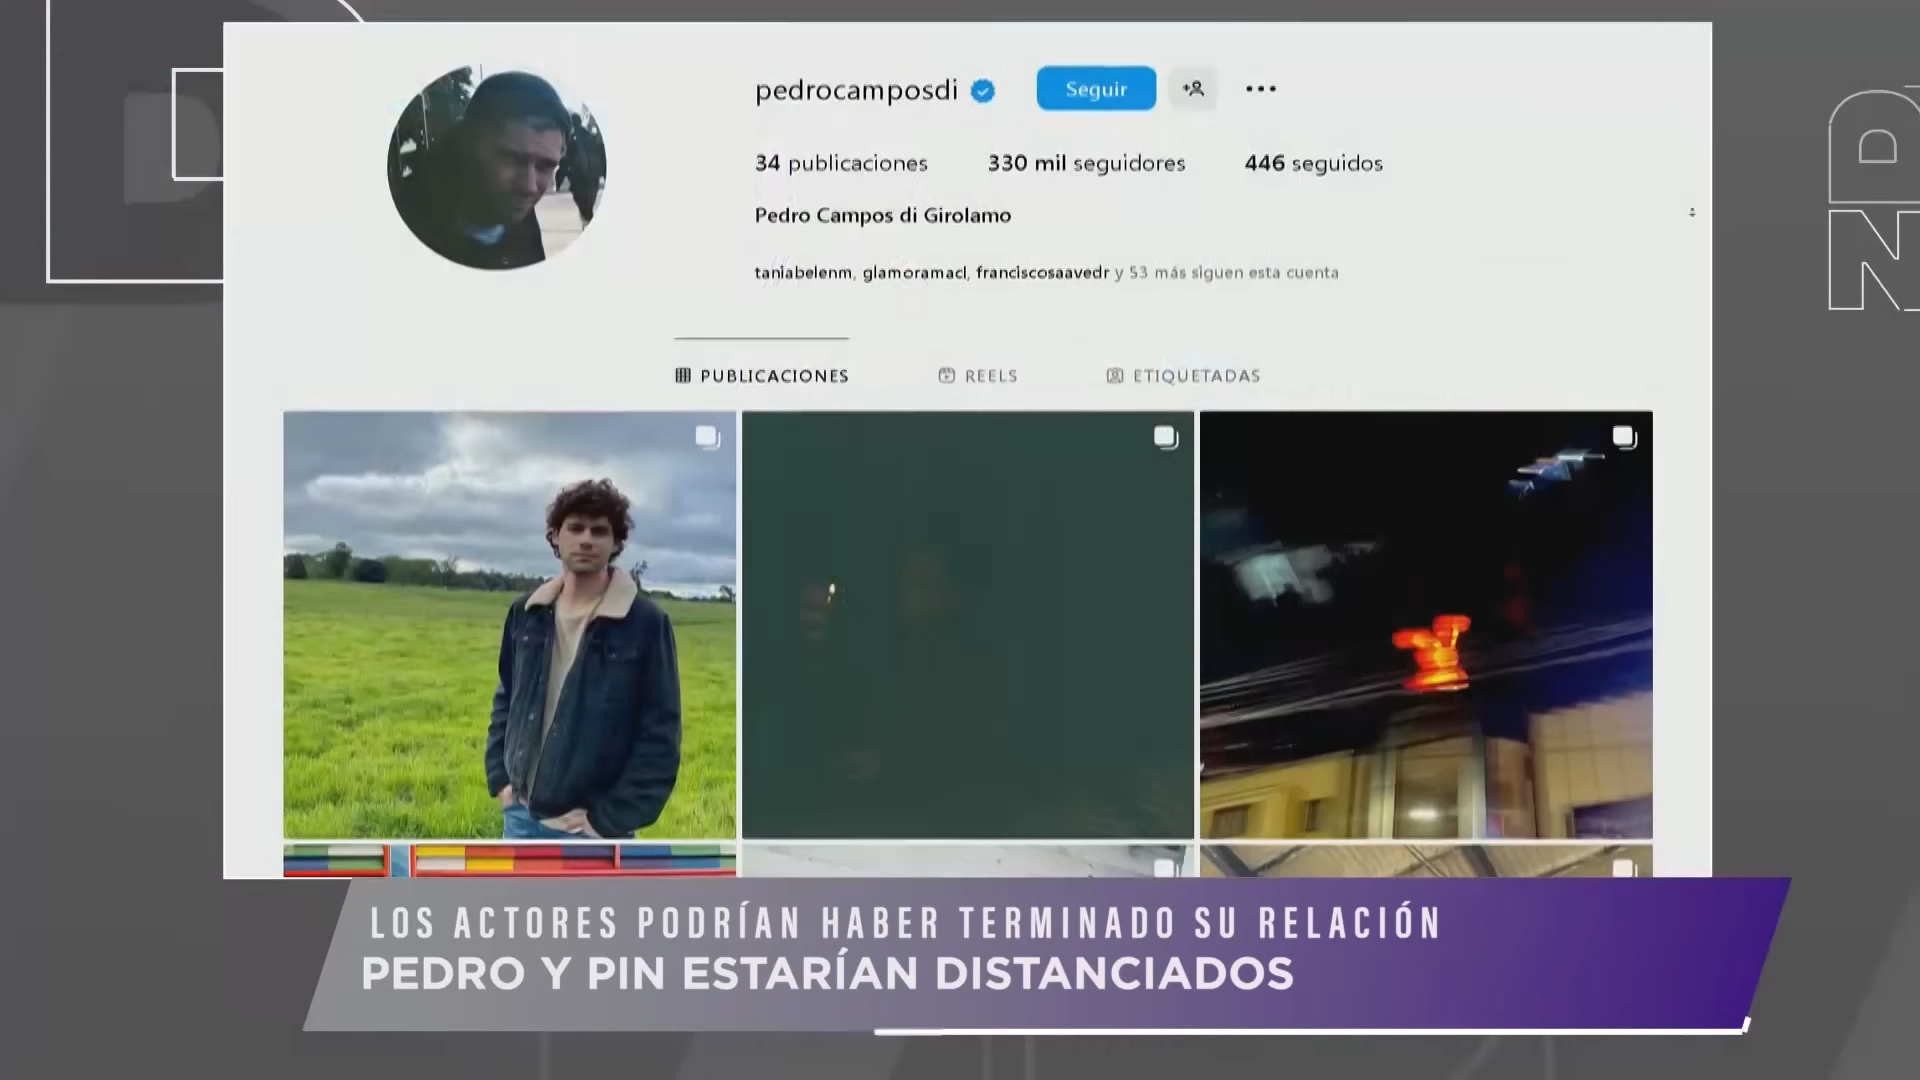 pedrocamposdi
Seguir
34 publicaciones 330 mil seguidores 446 seguidos
Pedro Campos di Girolamo
taniabelenm, glamoramacl, franciscosaavedr y 53 más siguen esta cuenta
PUBLICACIONES REELS ETIQUETADAS
LOS ACTORES PODRÍAN HABER TERMINADO SU RELACIÓN
PEDRO Y PIN ESTARÍAN DISTANCIADOS